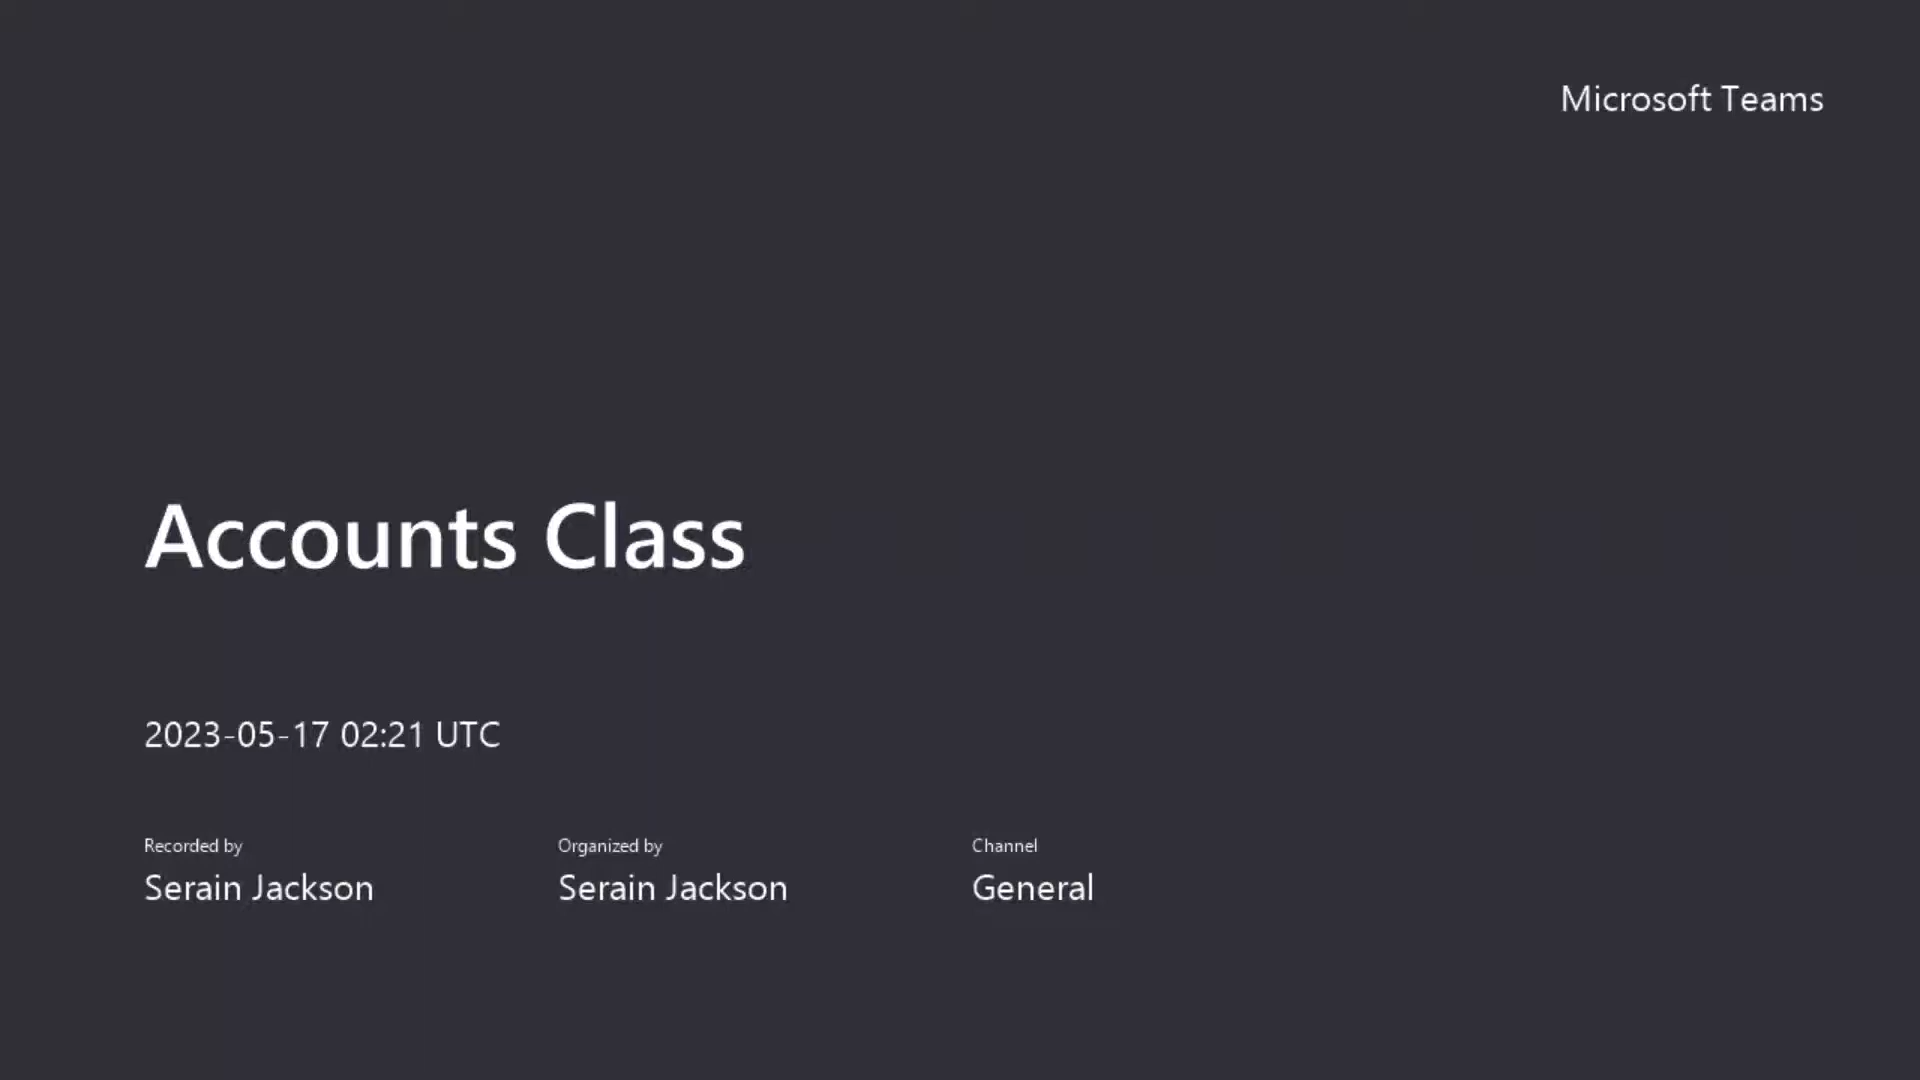 Microsoft Teams
Accounts Class
2023-05-17 02:21 UTC
Recorded by
Serain Jackson
Organized by
Serain Jackson
Channel
General